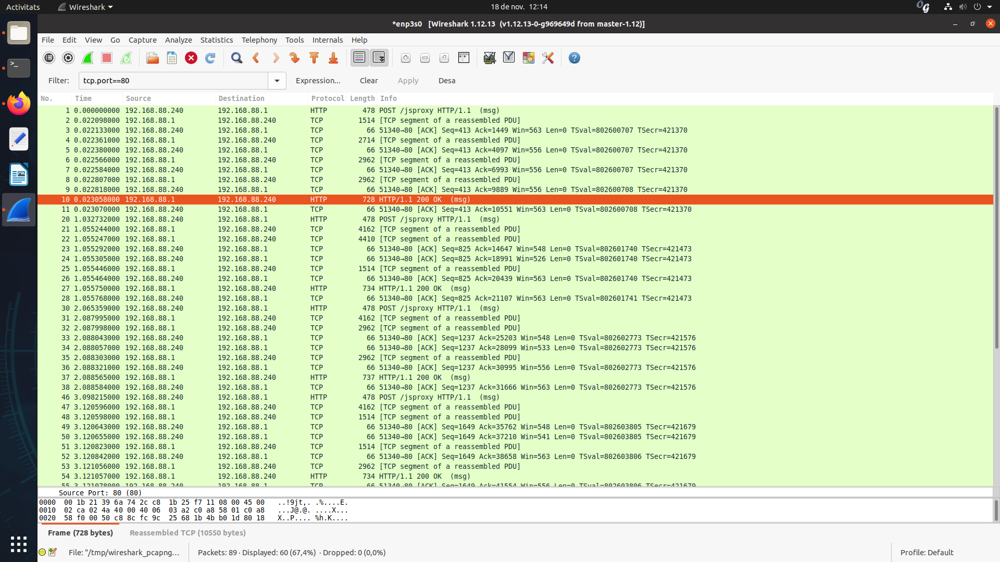 Activitats Wireshark 18 de nov. 12:14
*enp3s0 [Wireshark 1.12.13 (v1.12.13-0-g969649d from master-1.12)]
File Edit View Go Capture Analyze Statistics Telephony Tools Internals Help
Filter: tcp.port==80 Expression... Clear Apply Desa
No. Time Source Destination Protocol Length Info
1 0.000000000 192.168.88.240 192.168.88.1 HTTP 478 POST /jsproxy HTTP/1.1 (msg)
2 0.022098000 192.168.88.1 192.168.88.240 TCP 1514 [TCP segment of a reassembled PDU]
3 0.022133000 192.168.88.240 192.168.88.1 TCP 66 51340→80 [ACK] Seq=413 Ack=1449 Win=563 Len=0 TSval=802600707 TSecr=421370
4 0.022361000 192.168.88.1 192.168.88.240 TCP 2714 [TCP segment of a reassembled PDU]
5 0.022380000 192.168.88.240 192.168.88.1 TCP 66 51340→80 [ACK] Seq=413 Ack=4097 Win=556 Len=0 TSval=802600707 TSecr=421370
6 0.022566000 192.168.88.1 192.168.88.240 TCP 2962 [TCP segment of a reassembled PDU]
7 0.022584000 192.168.88.240 192.168.88.1 TCP 66 51340→80 [ACK] Seq=413 Ack=6993 Win=556 Len=0 TSval=802600707 TSecr=421370
8 0.022807000 192.168.88.1 192.168.88.240 TCP 2962 [TCP segment of a reassembled PDU]
9 0.022818000 192.168.88.240 192.168.88.1 TCP 66 51340→80 [ACK] Seq=413 Ack=9889 Win=556 Len=0 TSval=802600708 TSecr=421370
10 0.023058000 192.168.88.1 192.168.88.240 HTTP 728 HTTP/1.1 200 OK (msg)
11 0.023070000 192.168.88.240 192.168.88.1 TCP 66 51340→80 [ACK] Seq=413 Ack=10551 Win=563 Len=0 TSval=802600708 TSecr=421370
20 1.032732000 192.168.88.240 192.168.88.1 HTTP 478 POST /jsproxy HTTP/1.1 (msg)
21 1.055244000 192.168.88.1 192.168.88.240 TCP 4162 [TCP segment of a reassembled PDU]
22 1.055247000 192.168.88.1 192.168.88.240 TCP 4410 [TCP segment of a reassembled PDU]
23 1.055292000 192.168.88.240 192.168.88.1 TCP 66 51340→80 [ACK] Seq=825 Ack=14647 Win=548 Len=0 TSval=802601740 TSecr=421473
24 1.055305000 192.168.88.240 192.168.88.1 TCP 66 51340→80 [ACK] Seq=825 Ack=18991 Win=526 Len=0 TSval=802601740 TSecr=421473
25 1.055446000 192.168.88.1 192.168.88.240 TCP 1514 [TCP segment of a reassembled PDU]
26 1.055464000 192.168.88.240 192.168.88.1 TCP 66 51340→80 [ACK] Seq=825 Ack=20439 Win=563 Len=0 TSval=802601740 TSecr=421473
27 1.055750000 192.168.88.1 192.168.88.240 HTTP 734 HTTP/1.1 200 OK (msg)
28 1.055768000 192.168.88.240 192.168.88.1 TCP 66 51340→80 [ACK] Seq=825 Ack=21107 Win=563 Len=0 TSval=802601741 TSecr=421473
30 2.065359000 192.168.88.240 192.168.88.1 HTTP 478 POST /jsproxy HTTP/1.1 (msg)
31 2.087995000 192.168.88.1 192.168.88.240 TCP 4162 [TCP segment of a reassembled PDU]
32 2.087998000 192.168.88.1 192.168.88.240 TCP 2962 [TCP segment of a reassembled PDU]
33 2.088043000 192.168.88.240 192.168.88.1 TCP 66 51340→80 [ACK] Seq=1237 Ack=25203 Win=548 Len=0 TSval=802602773 TSecr=421576
34 2.088057000 192.168.88.240 192.168.88.1 TCP 66 51340→80 [ACK] Seq=1237 Ack=28099 Win=533 Len=0 TSval=802602773 TSecr=421576
35 2.088303000 192.168.88.1 192.168.88.240 TCP 2962 [TCP segment of a reassembled PDU]
36 2.088321000 192.168.88.240 192.168.88.1 TCP 66 51340→80 [ACK] Seq=1237 Ack=30995 Win=556 Len=0 TSval=802602773 TSecr=421576
37 2.088565000 192.168.88.1 192.168.88.240 HTTP 737 HTTP/1.1 200 OK (msg)
38 2.088584000 192.168.88.240 192.168.88.1 TCP 66 51340→80 [ACK] Seq=1237 Ack=31666 Win=563 Len=0 TSval=802602773 TSecr=421576
46 3.098215000 192.168.88.240 192.168.88.1 HTTP 478 POST /jsproxy HTTP/1.1 (msg)
47 3.120596000 192.168.88.1 192.168.88.240 TCP 4162 [TCP segment of a reassembled PDU]
48 3.120598000 192.168.88.1 192.168.88.240 TCP 1514 [TCP segment of a reassembled PDU]
49 3.120643000 192.168.88.240 192.168.88.1 TCP 66 51340→80 [ACK] Seq=1649 Ack=35762 Win=548 Len=0 TSval=802603805 TSecr=421679
50 3.120655000 192.168.88.240 192.168.88.1 TCP 66 51340→80 [ACK] Seq=1649 Ack=37210 Win=541 Len=0 TSval=802603805 TSecr=421679
51 3.120823000 192.168.88.1 192.168.88.240 TCP 1514 [TCP segment of a reassembled PDU]
52 3.120842000 192.168.88.240 192.168.88.1 TCP 66 51340→80 [ACK] Seq=1649 Ack=38658 Win=563 Len=0 TSval=802603806 TSecr=421679
53 3.121056000 192.168.88.1 192.168.88.240 TCP 2962 [TCP segment of a reassembled PDU]
54 3.121057000 192.168.88.1 192.168.88.240 HTTP 734 HTTP/1.1 200 OK (msg)
55 3.121078000 192.168.88.240 192.168.88.1 TCP 66 51340→80 [ACK] Seq=1649 Ack=41554 Win=556 Len=0 TSval=802603806 TSecr=421679
Source Port: 80 (80)
0000 00 1b 21 39 6a 74 2c c8 1b 25 f7 11 08 00 45 00 ..!9jt,. .%....E.
0010 02 ca 02 4a 40 00 40 06 03 a2 c0 a8 58 01 c0 a8 ...J@.@. ....X...
0020 58 f0 00 50 c8 8c fc 9c 25 68 1b 4b b0 1d 80 18 X..P.... %h.K....
Frame (728 bytes) Reassembled TCP (10550 bytes)
File: "/tmp/wireshark_pcapng... Packets: 89 · Displayed: 60 (67,4%) · Dropped: 0 (0,0%) Profile: Default